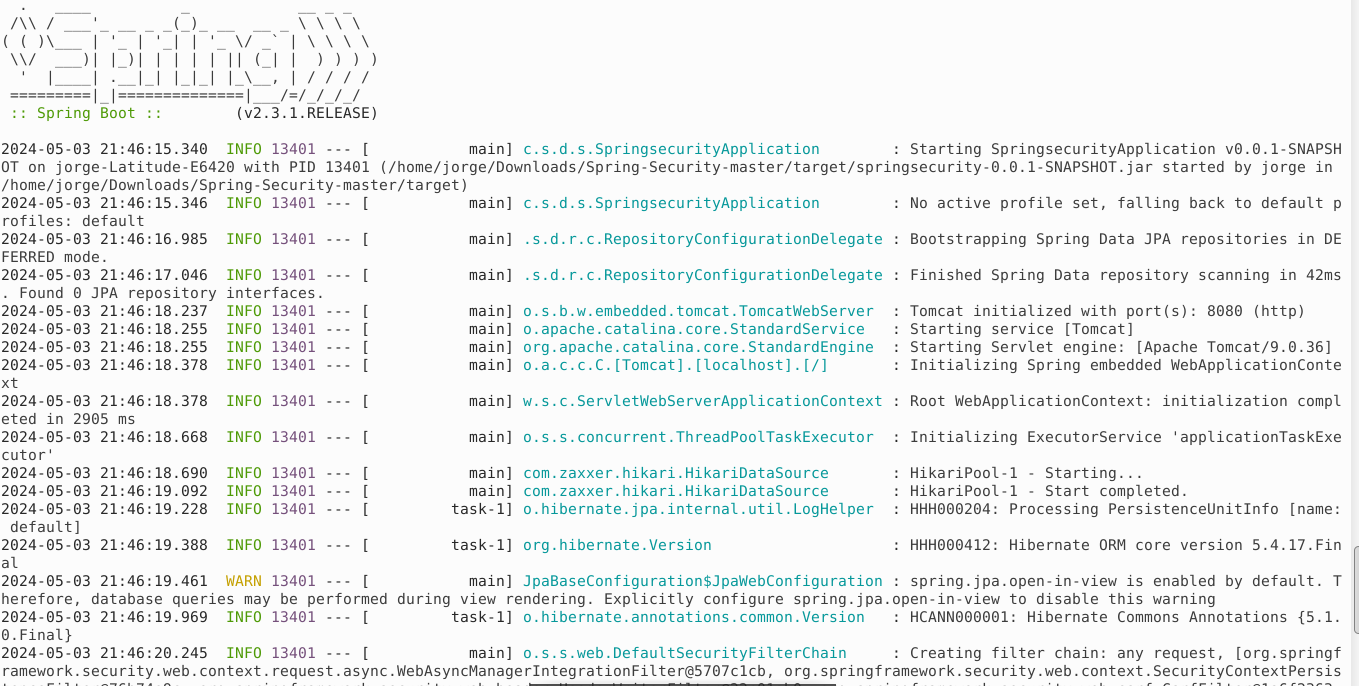 .   ____          _            __ _ _
 /\\ / ___'_ __ _ _(_)_ __  __ _ \ \ \ \
( ( )\___ | '_ | '_| | '_ \/ _` | \ \ \ \
 \\/  ___)| |_)| | | | | || (_| |  ) ) ) )
  '  |____| .__|_| |_|_| |_\__, | / / / /
 =========|_|==============|___/=/_/_/_/
 :: Spring Boot ::        (v2.3.1.RELEASE)
2024-05-03 21:46:15.340  INFO 13401 --- [           main] c.s.d.s.SpringsecurityApplication        : Starting SpringsecurityApplication v0.0.1-SNAPSH
OT on jorge-Latitude-E6420 with PID 13401 (/home/jorge/Downloads/Spring-Security-master/target/springsecurity-0.0.1-SNAPSHOT.jar started by jorge in
/home/jorge/Downloads/Spring-Security-master/target)
2024-05-03 21:46:15.346  INFO 13401 --- [           main] c.s.d.s.SpringsecurityApplication        : No active profile set, falling back to default p
rofiles: default
2024-05-03 21:46:16.985  INFO 13401 --- [           main] .s.d.r.c.RepositoryConfigurationDelegate : Bootstrapping Spring Data JPA repositories in DE
FERRED mode.
2024-05-03 21:46:17.046  INFO 13401 --- [           main] .s.d.r.c.RepositoryConfigurationDelegate : Finished Spring Data repository scanning in 42ms
. Found 0 JPA repository interfaces.
2024-05-03 21:46:18.237  INFO 13401 --- [           main] o.s.b.w.embedded.tomcat.TomcatWebServer  : Tomcat initialized with port(s): 8080 (http)
2024-05-03 21:46:18.255  INFO 13401 --- [           main] o.apache.catalina.core.StandardService   : Starting service [Tomcat]
2024-05-03 21:46:18.255  INFO 13401 --- [           main] org.apache.catalina.core.StandardEngine  : Starting Servlet engine: [Apache Tomcat/9.0.36]
2024-05-03 21:46:18.378  INFO 13401 --- [           main] o.a.c.c.C.[Tomcat].[localhost].[/]       : Initializing Spring embedded WebApplicationConte
xt
2024-05-03 21:46:18.378  INFO 13401 --- [           main] w.s.c.ServletWebServerApplicationContext : Root WebApplicationContext: initialization compl
eted in 2905 ms
2024-05-03 21:46:18.668  INFO 13401 --- [           main] o.s.s.concurrent.ThreadPoolTaskExecutor  : Initializing ExecutorService 'applicationTaskExe
cutor'
2024-05-03 21:46:18.690  INFO 13401 --- [           main] com.zaxxer.hikari.HikariDataSource       : HikariPool-1 - Starting...
2024-05-03 21:46:19.092  INFO 13401 --- [           main] com.zaxxer.hikari.HikariDataSource       : HikariPool-1 - Start completed.
2024-05-03 21:46:19.228  INFO 13401 --- [         task-1] o.hibernate.jpa.internal.util.LogHelper  : HHH000204: Processing PersistenceUnitInfo [name:
 default]
2024-05-03 21:46:19.388  INFO 13401 --- [         task-1] org.hibernate.Version                    : HHH000412: Hibernate ORM core version 5.4.17.Fin
al
2024-05-03 21:46:19.461  WARN 13401 --- [           main] JpaBaseConfiguration$JpaWebConfiguration : spring.jpa.open-in-view is enabled by default. T
herefore, database queries may be performed during view rendering. Explicitly configure spring.jpa.open-in-view to disable this warning
2024-05-03 21:46:19.969  INFO 13401 --- [         task-1] o.hibernate.annotations.common.Version   : HCANN000001: Hibernate Commons Annotations {5.1.
0.Final}
2024-05-03 21:46:20.245  INFO 13401 --- [           main] o.s.s.web.DefaultSecurityFilterChain     : Creating filter chain: any request, [org.springf
ramework.security.web.context.request.async.WebAsyncManagerIntegrationFilter@5707c1cb, org.springframework.security.web.context.SecurityContextPersis